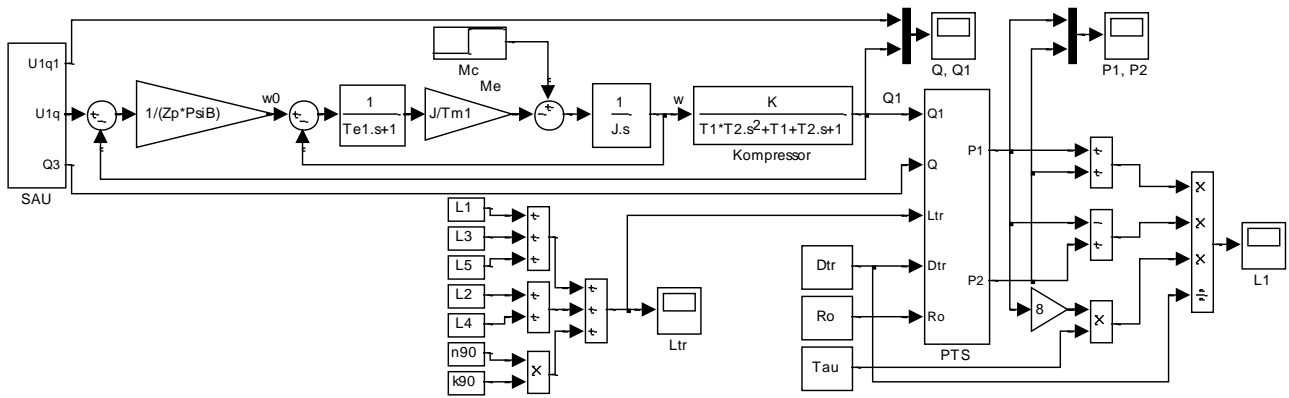 U1q1
U1q
Q3
SAU
1/(Zp*PsiB)
w0
1
Te1.s+1
J/Tm1
Mc
Me
1
J.s
w
K
T1*T2.s²+T1+T2.s+1
Kompressor
Q, Q1
P1, P2
Q1
Q1
Q
Ltr
Dtr
Ro
P1
P2
PTS
L1
L3
L5
L2
L4
n90
k90
Ltr
Dtr
Ro
Tau
8
L1